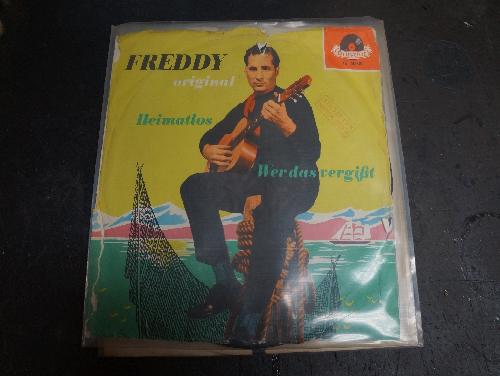 FREDDY
original
Heimatlos
Wer das vergißt